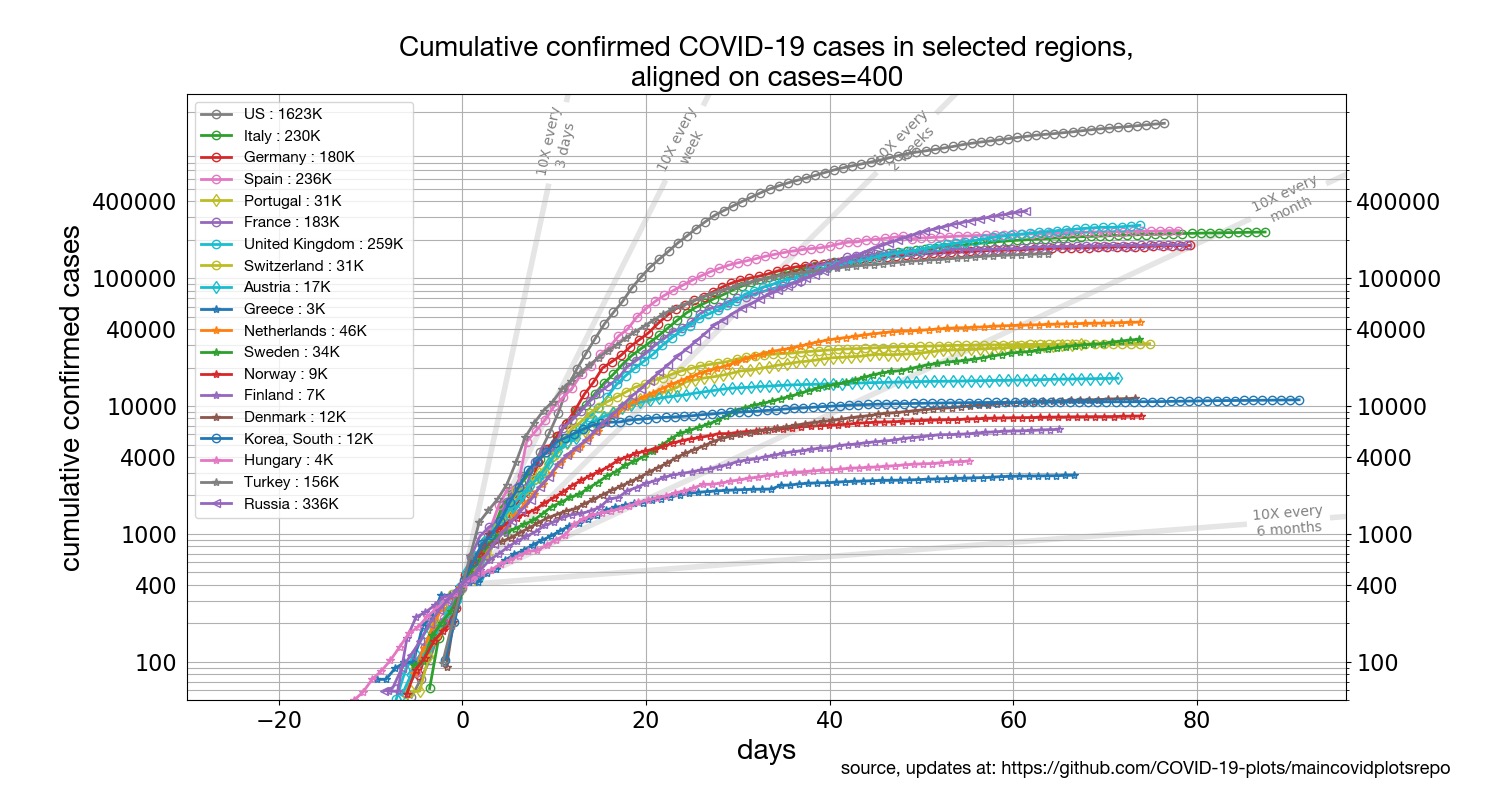 Cumulative confirmed COVID-19 cases in selected regions,
aligned on cases=400
US : 1623K
Italy : 230K
Germany : 180K
Spain : 236K
Portugal : 31K
France : 183K
United Kingdom : 259K
Switzerland : 31K
Austria : 17K
Greece : 3K
Netherlands : 46K
Sweden : 34K
Norway : 9K
Finland : 7K
Denmark : 12K
Korea, South : 12K
Hungary : 4K
Turkey : 156K
Russia : 336K
10X every
3 days
10X every
week
10X every
2 weeks
10X every
month
10X every
6 months
cumulative confirmed cases
400000
100000
40000
10000
4000
1000
400
100
400000
100000
40000
10000
4000
1000
400
100
−20
0
20
40
60
80
days
source, updates at: https://github.com/COVID-19-plots/maincovidplotsrepo